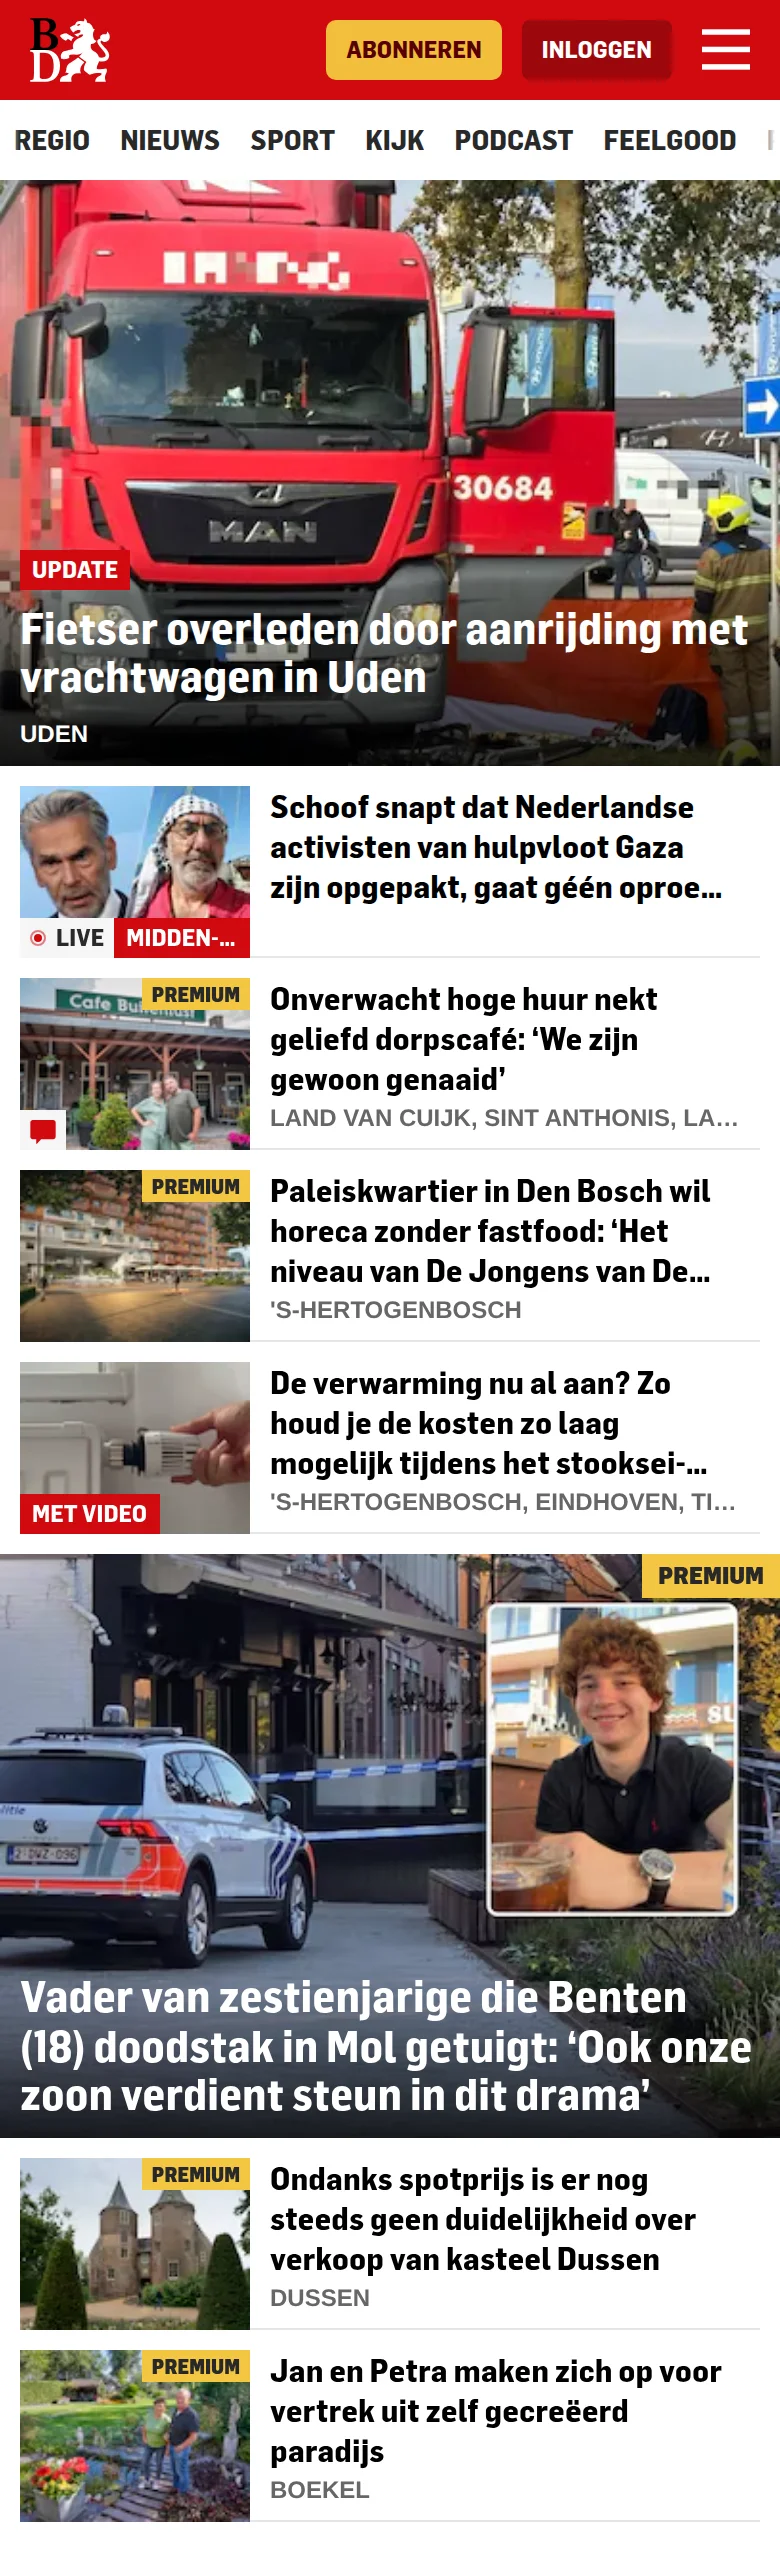 BD
ABONNEREN
INLOGGEN
REGIO NIEUWS SPORT KIJK PODCAST FEELGOOD
30684
MAN
UPDATE
Fietser overleden door aanrijding met
vrachtwagen in Uden
UDEN
Schoof snapt dat Nederlandse
activisten van hulpvloot Gaza
zijn opgepakt, gaat géén oproe...
LIVE MIDDEN-...
PREMIUM
Cafe
Onverwacht hoge huur nekt
geliefd dorpscafé: ‘We zijn
gewoon genaaid’
LAND VAN CUIJK, SINT ANTHONIS, LA...
PREMIUM
Paleiskwartier in Den Bosch wil
horeca zonder fastfood: ‘Het
niveau van De Jongens van De...
'S-HERTOGENBOSCH
De verwarming nu al aan? Zo
houd je de kosten zo laag
mogelijk tijdens het stooksei-...
MET VIDEO
'S-HERTOGENBOSCH, EINDHOVEN, TI...
PREMIUM
Vader van zestienjarige die Benten
(18) doodstak in Mol getuigt: ‘Ook onze
zoon verdient steun in dit drama’
PREMIUM
Ondanks spotprijs is er nog
steeds geen duidelijkheid over
verkoop van kasteel Dussen
DUSSEN
PREMIUM
Jan en Petra maken zich op voor
vertrek uit zelf gecreëerd
paradijs
BOEKEL